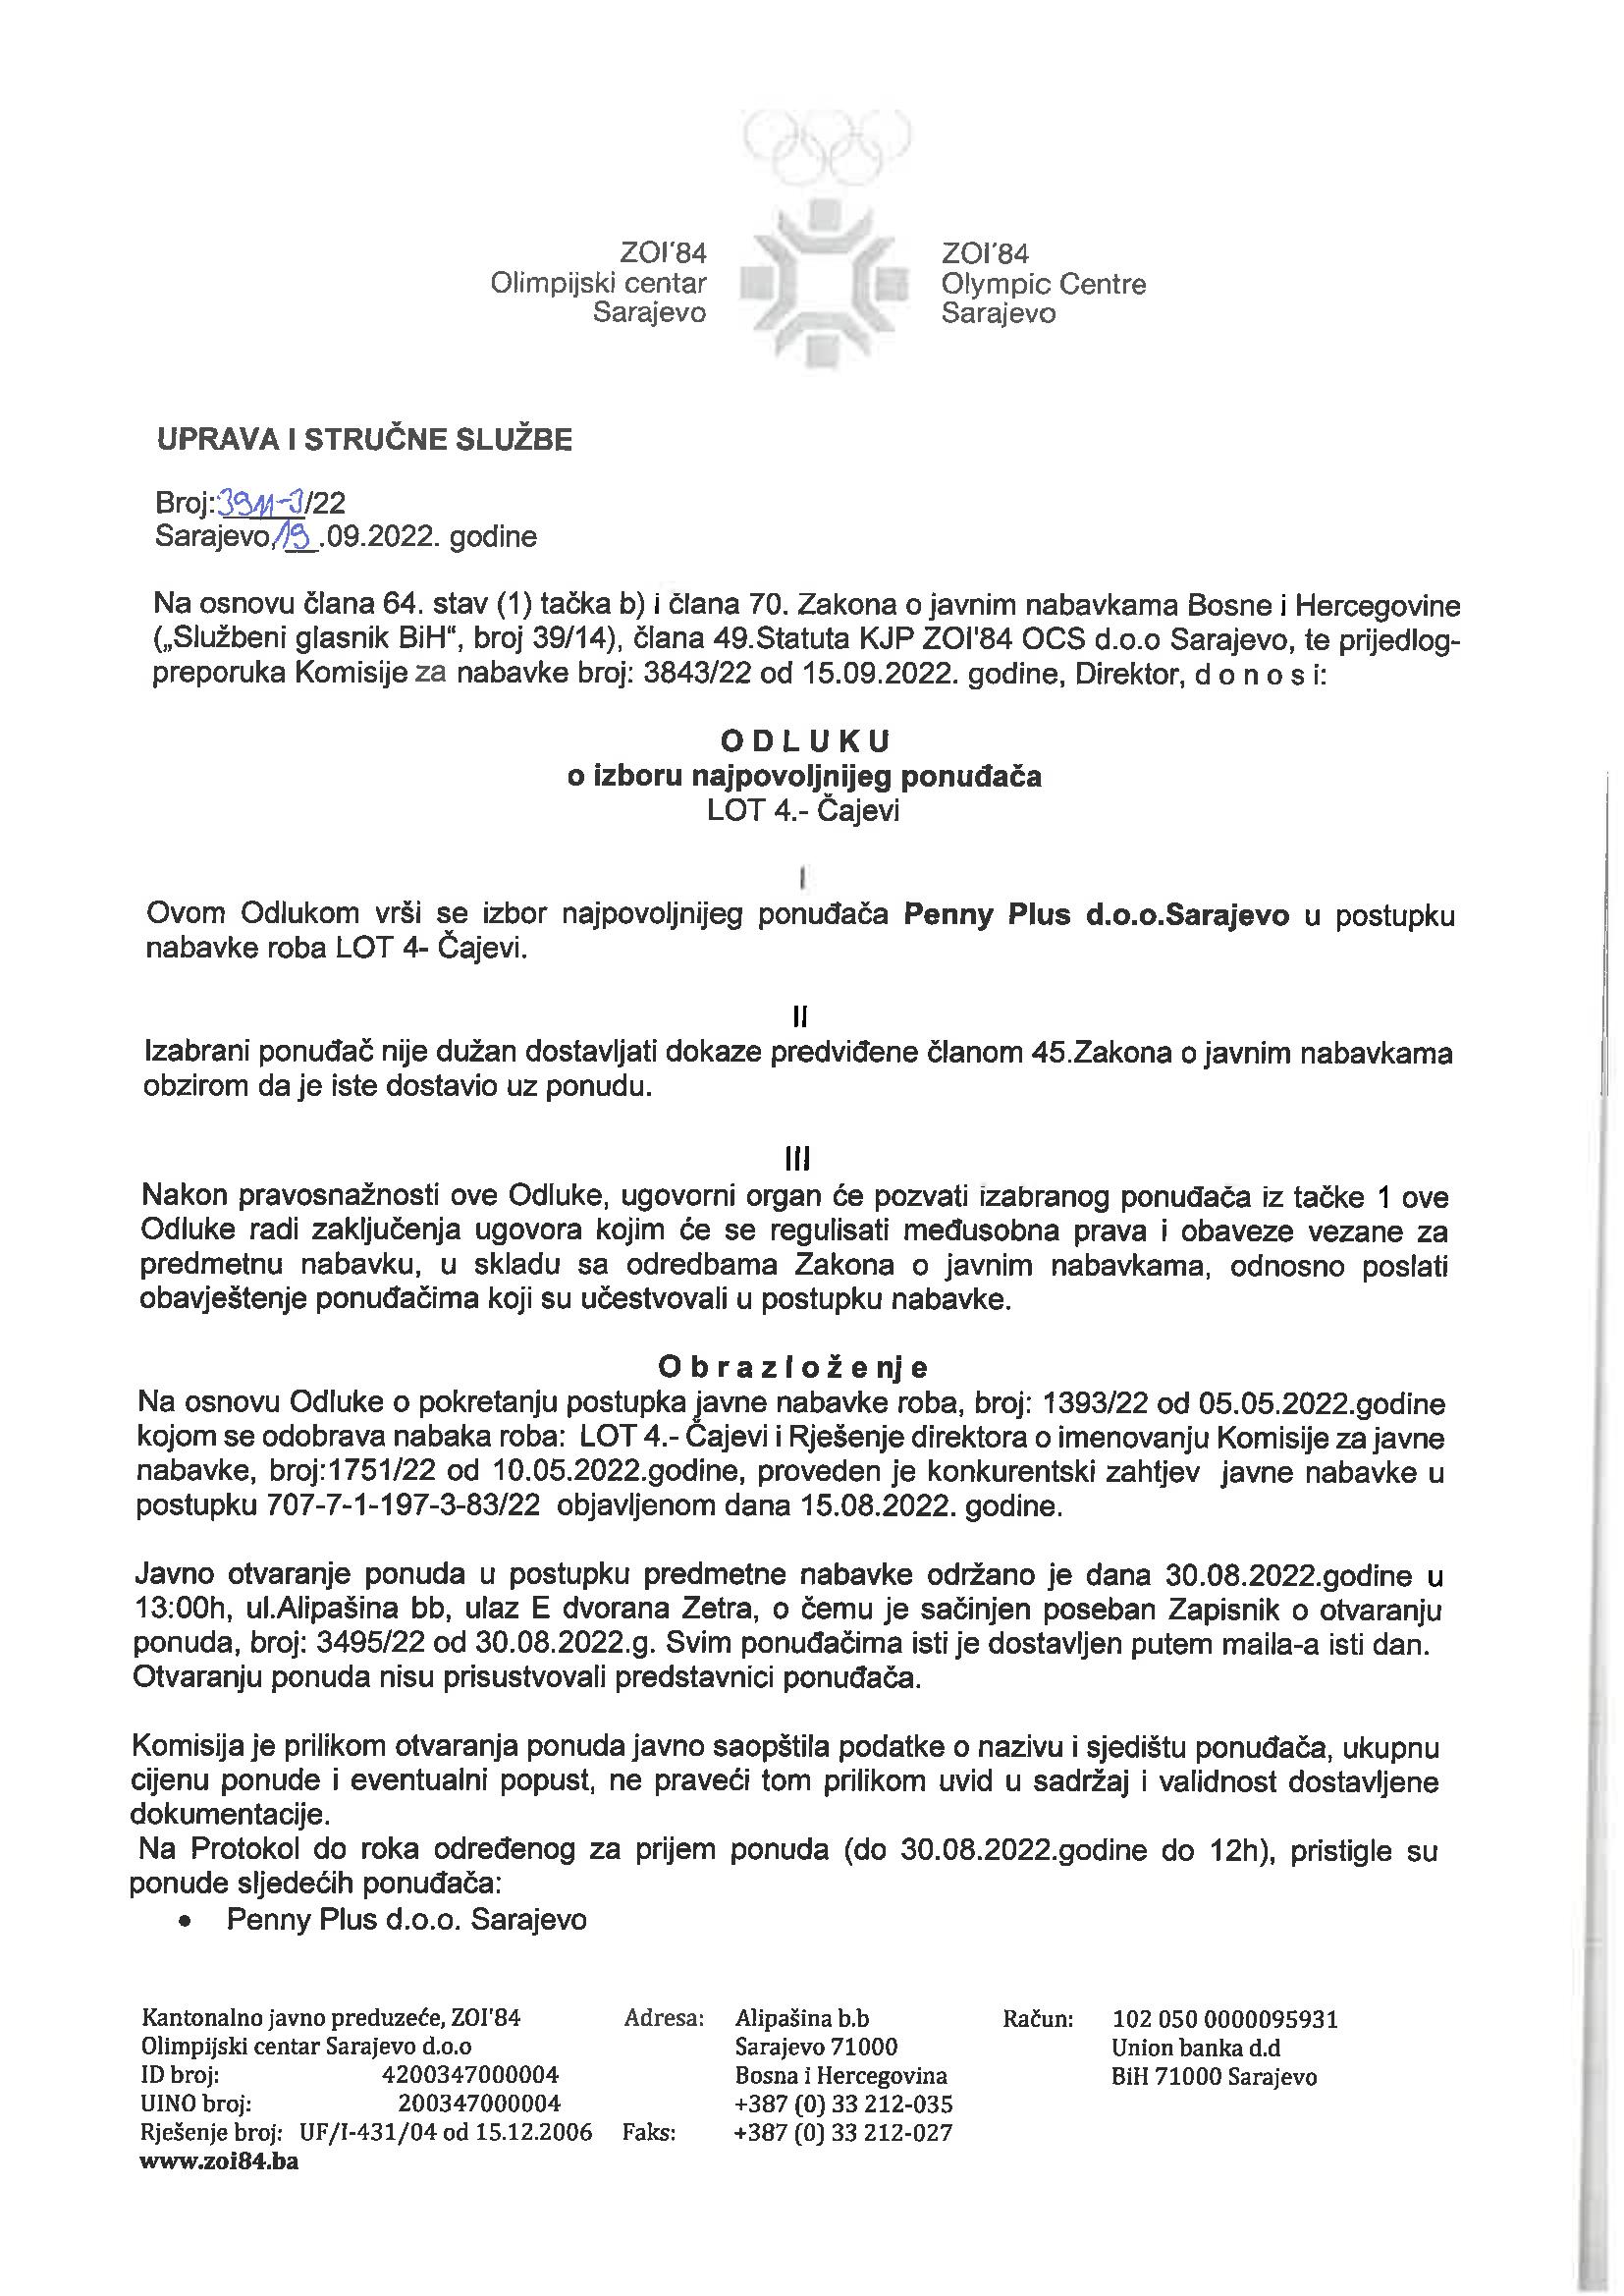 ZOI'84
Olimpijski centar
Sarajevo
ZOI'84
Olympic Centre
Sarajevo
UPRAVA I STRUČNE SLUŽBE
Broj: 3911-3/22
Sarajevo, 19.09.2022. godine
Na osnovu člana 64. stav (1) tačka b) i člana 70. Zakona o javnim nabavkama Bosne i Hercegovine
(„Službeni glasnik BiH“, broj 39/14), člana 49.Statuta KJP ZOI'84 OCS d.o.o Sarajevo, te prijedlog-
preporuka Komisije za nabavke broj: 3843/22 od 15.09.2022. godine, Direktor, d o n o s i:
O D L U K U
o izboru najpovoljnijeg ponuđača
LOT 4.- Čajevi
I
Ovom Odlukom vrši se izbor najpovoljnijeg ponuđača Penny Plus d.o.o.Sarajevo u postupku
nabavke roba LOT 4- Čajevi.
II
Izabrani ponuđač nije dužan dostavljati dokaze predviđene članom 45.Zakona o javnim nabavkama
obzirom da je iste dostavio uz ponudu.
III
Nakon pravosnažnosti ove Odluke, ugovorni organ će pozvati izabranog ponuđača iz tačke 1 ove
Odluke radi zaključenja ugovora kojim će se regulisati međusobna prava i obaveze vezane za
predmetnu nabavku, u skladu sa odredbama Zakona o javnim nabavkama, odnosno poslati
obavještenje ponuđačima koji su učestvovali u postupku nabavke.
O b r a z l o ž e nj e
Na osnovu Odluke o pokretanju postupka javne nabavke roba, broj: 1393/22 od 05.05.2022.godine
kojom se odobrava nabaka roba: LOT 4.- Čajevi i Rješenje direktora o imenovanju Komisije za javne
nabavke, broj:1751/22 od 10.05.2022.godine, proveden je konkurentski zahtjev javne nabavke u
postupku 707-7-1-197-3-83/22 objavljenom dana 15.08.2022. godine.
Javno otvaranje ponuda u postupku predmetne nabavke održano je dana 30.08.2022.godine u
13:00h, ul.Alipašina bb, ulaz E dvorana Zetra, o čemu je sačinjen poseban Zapisnik o otvaranju
ponuda, broj: 3495/22 od 30.08.2022.g. Svim ponuđačima isti je dostavljen putem maila-a isti dan.
Otvaranju ponuda nisu prisustvovali predstavnici ponuđača.
Komisija je prilikom otvaranja ponuda javno saopštila podatke o nazivu i sjedištu ponuđača, ukupnu
cijenu ponude i eventualni popust, ne praveći tom prilikom uvid u sadržaj i validnost dostavljene
dokumentacije.
Na Protokol do roka određenog za prijem ponuda (do 30.08.2022.godine do 12h), pristigle su
ponude sljedećih ponuđača:
• Penny Plus d.o.o. Sarajevo
Kantonalno javno preduzeće, ZOI'84 Adresa: Alipašina b.b Račun: 102 050 0000095931
Olimpijski centar Sarajevo d.o.o Sarajevo 71000 Union banka d.d
ID broj: 4200347000004 Bosna i Hercegovina BiH 71000 Sarajevo
UINO broj: 200347000004 +387 (0) 33 212-035
Rješenje broj: UF/I-431/04 od 15.12.2006 Faks: +387 (0) 33 212-027
www.zoi84.ba